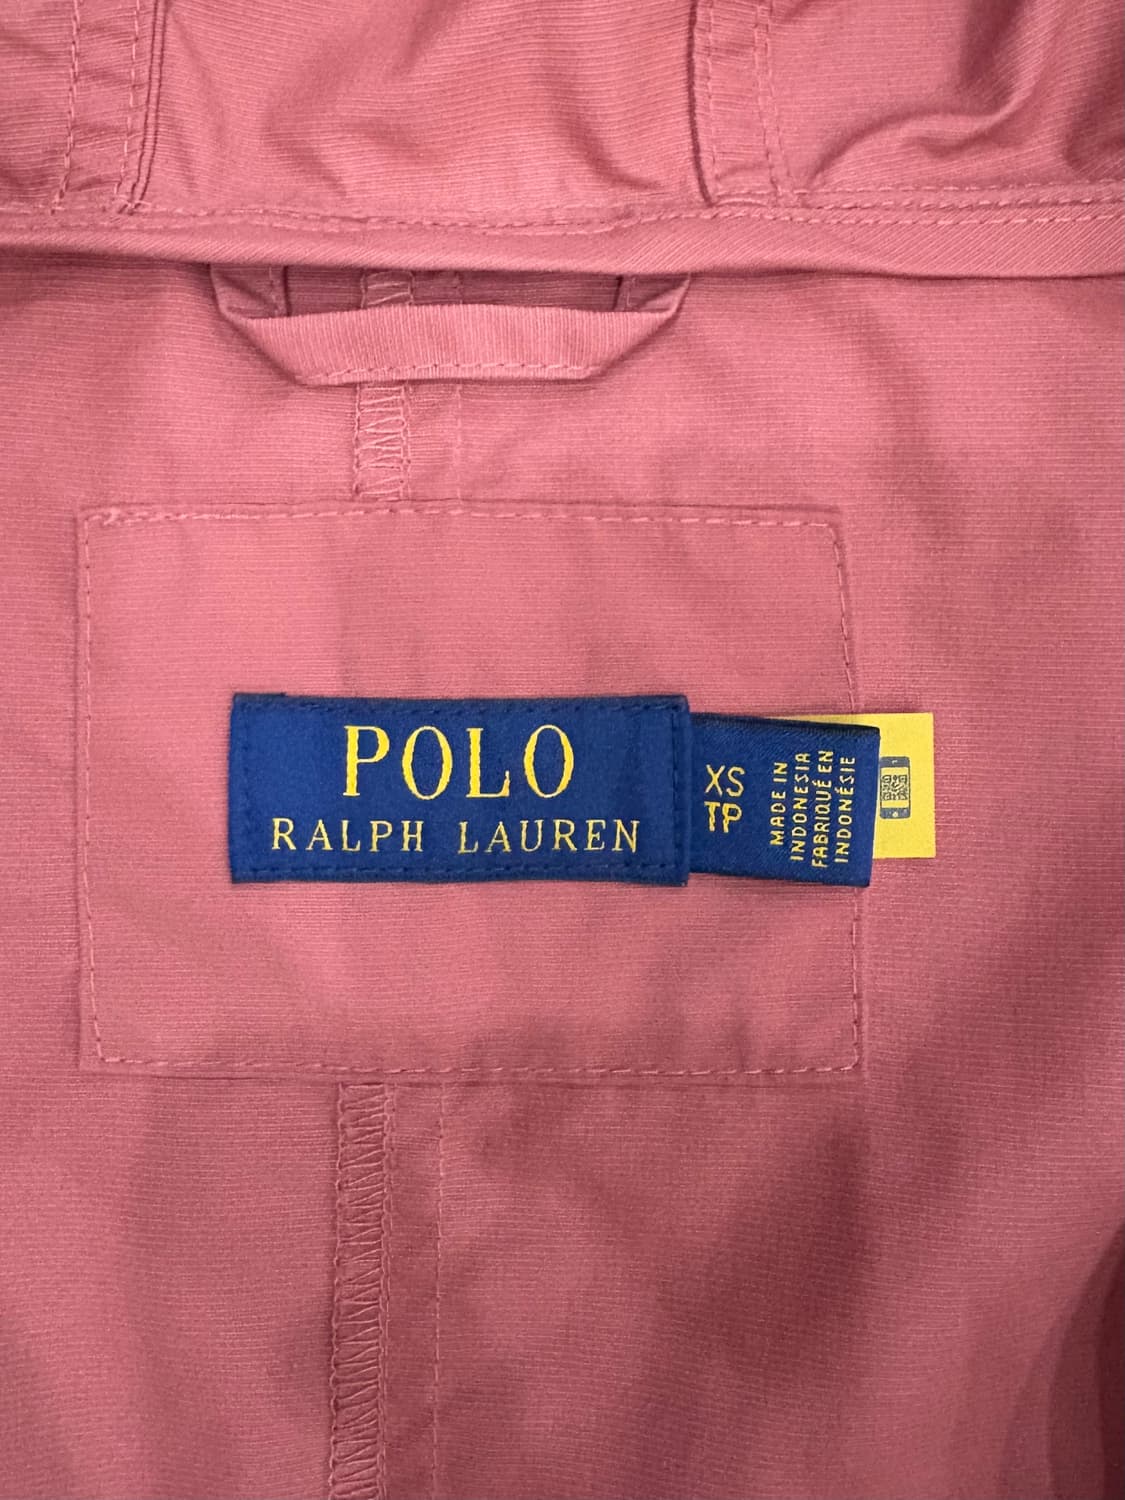 POLO
RALPH LAUREN
XS
TP
MADE IN
INDONESIA
FABRIQUÉ EN
INDONÉSIE